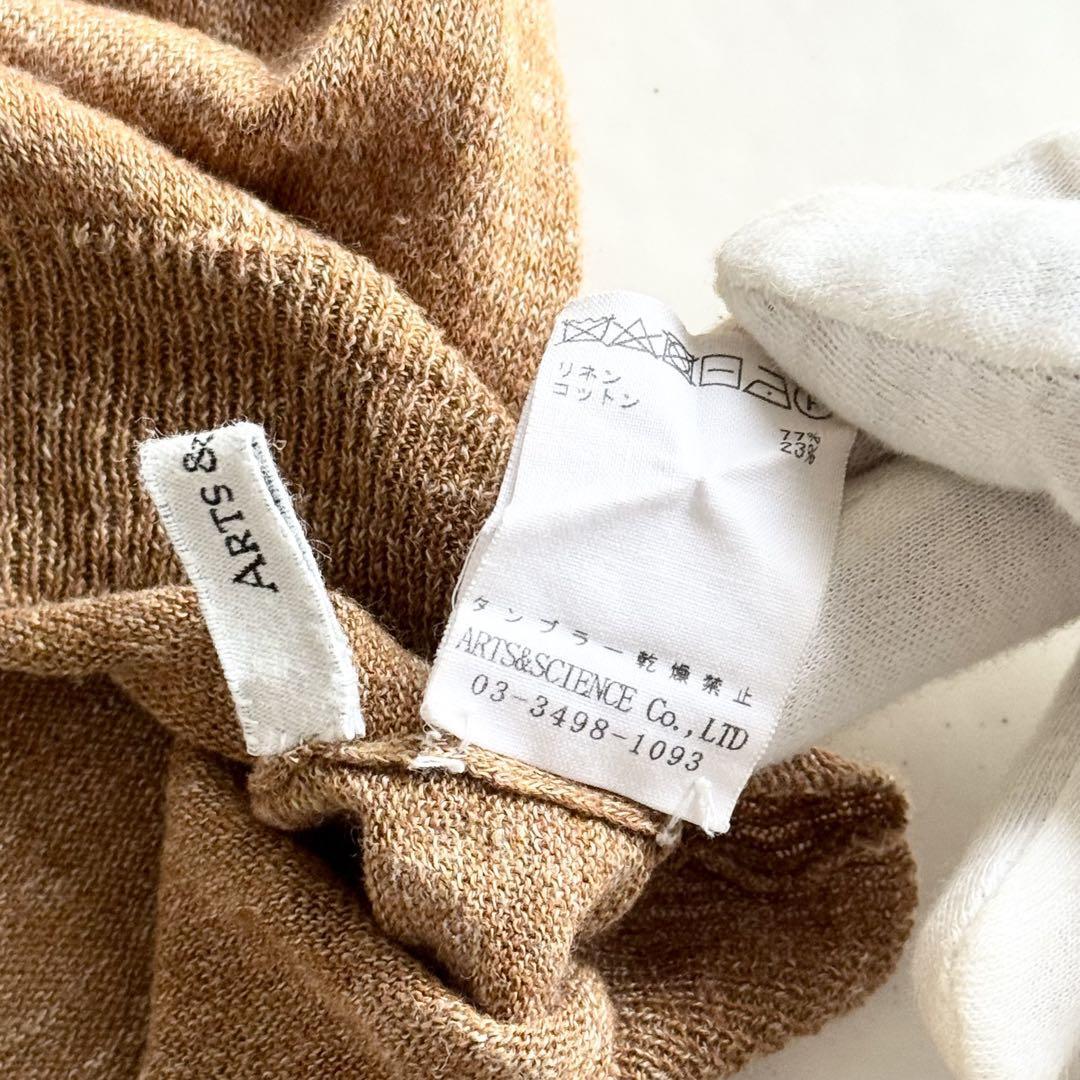 ARTS &
リネン
コットン
77%
23%
タンブラー乾燥禁止
ARTS&SCIENCE Co.,LTD
03-3498-1093